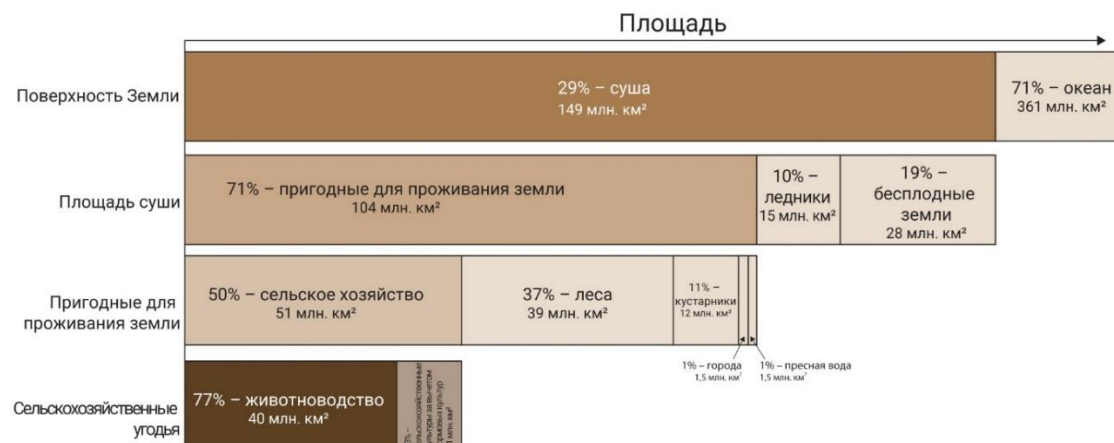 Площадь
Поверхность Земли
29% – суша
149 млн. км²
71% – океан
361 млн. км²
Площадь суши
71% – пригодные для проживания земли
104 млн. км²
10% –
ледники
15 млн. км²
19% –
бесплодные
земли
28 млн. км²
Пригодные для
проживания земли
50% – сельское хозяйство
51 млн. км²
37% – леса
39 млн. км²
11% –
кустарники
12 млн. км²
1% – города
1,5 млн. км²
1% – пресная вода
1,5 млн. км²
Сельскохозяйственные
угодья
77% – животноводство
40 млн. км²
за вычетом
культур